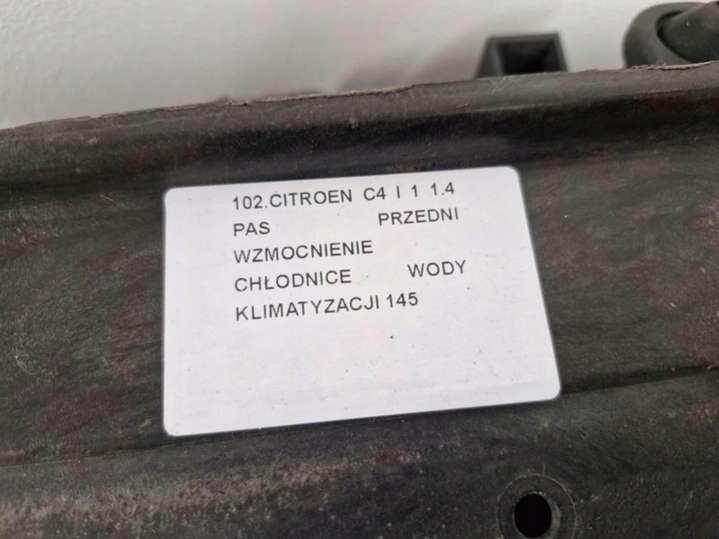 102.CITROEN C4 I 1 1.4
PAS PRZEDNI
WZMOCNIENIE
CHŁODNICE WODY
KLIMATYZACJI 145